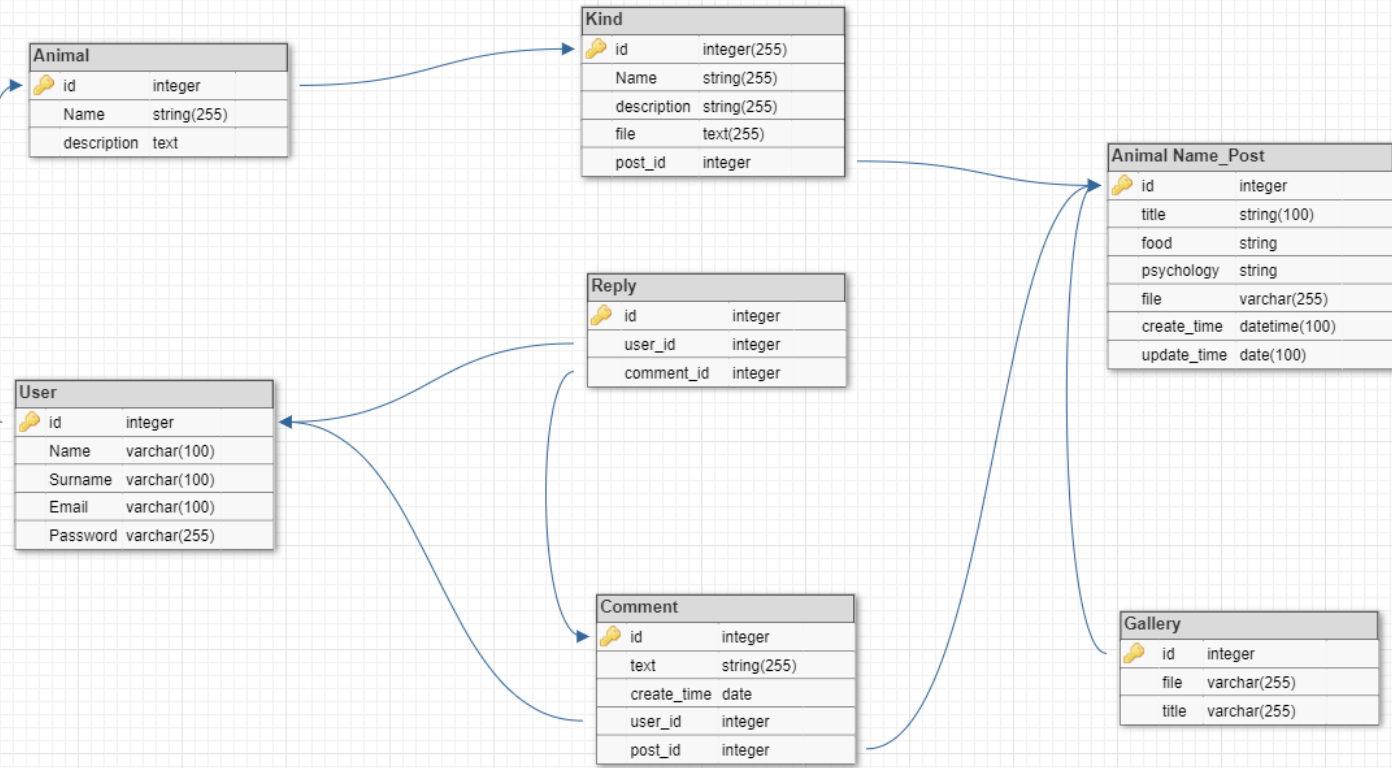 Animal
id integer
Name string(255)
description text
Kind
id integer(255)
Name string(255)
description string(255)
file text(255)
post_id integer
Animal Name_Post
id integer
title string(100)
food string
psychology string
file varchar(255)
create_time datetime(100)
update_time date(100)
Reply
id integer
user_id integer
comment_id integer
User
id integer
Name varchar(100)
Surname varchar(100)
Email varchar(100)
Password varchar(255)
Comment
id integer
text string(255)
create_time date
user_id integer
post_id integer
Gallery
id integer
file varchar(255)
title varchar(255)